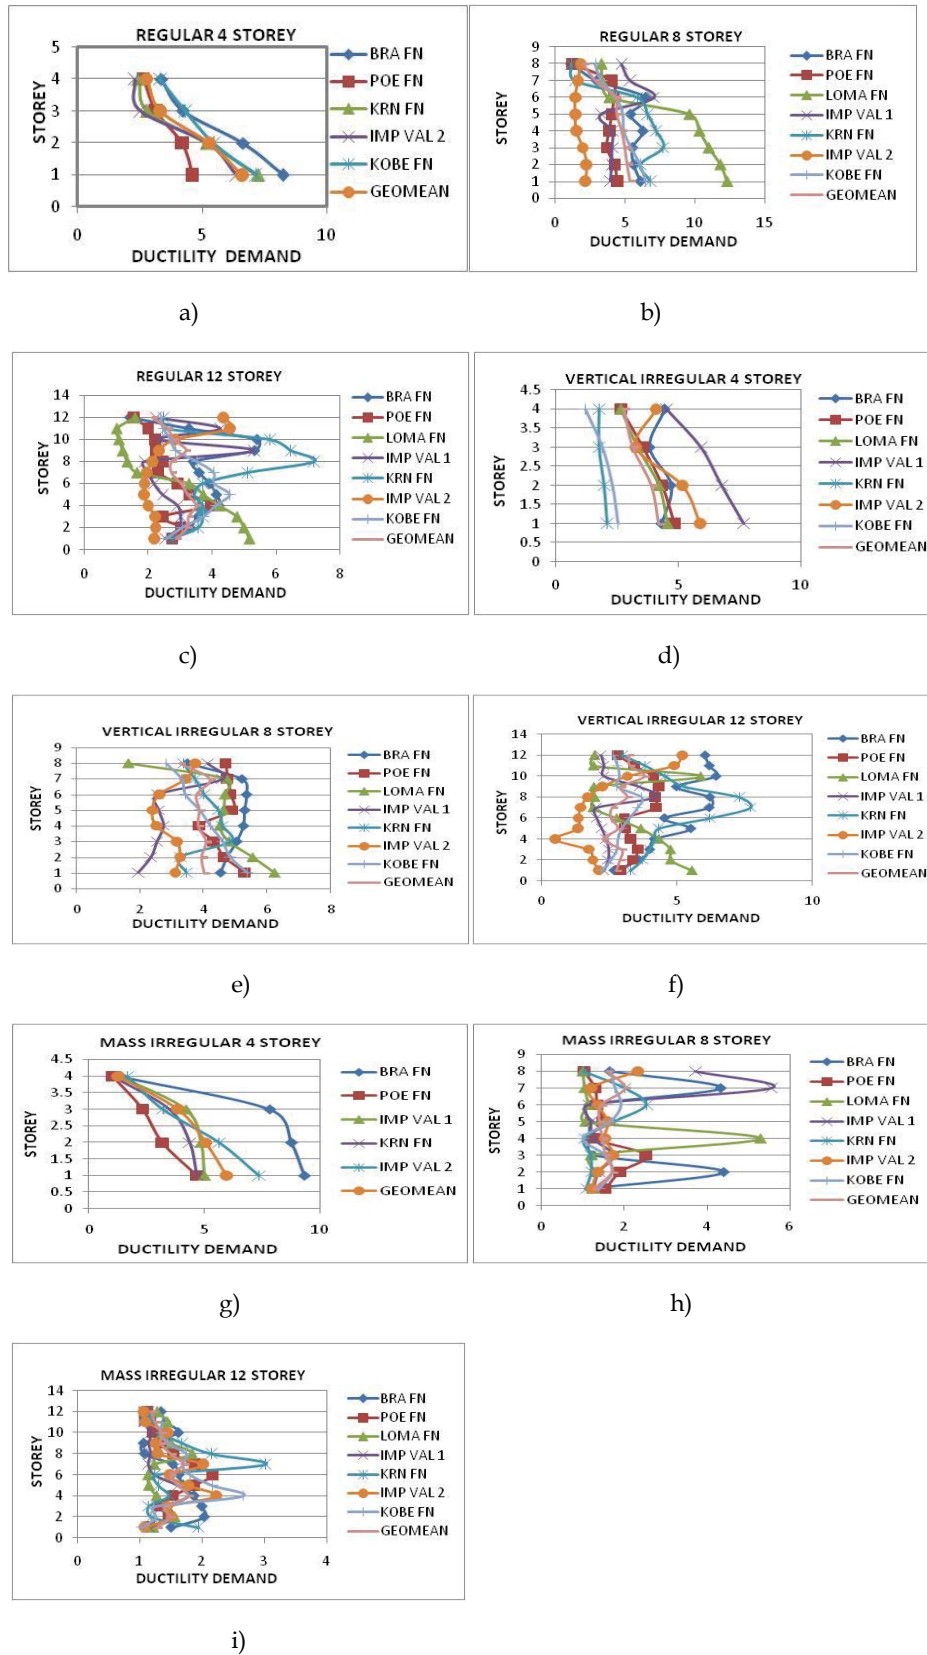 REGULAR 4 STOREY
5
4
3
2
1
0
STOREY
0 5 10
DUCTILITY DEMAND
BRA FN
POE FN
KRN FN
IMP VAL 2
KOBE FN
GEOMEAN
a)
REGULAR 8 STOREY
9
8
7
6
5
4
3
2
1
0
STOREY
0 5 10 15
DUCTILITY DEMAND
BRA FN
POE FN
LOMA FN
IMP VAL 1
KRN FN
IMP VAL 2
KOBE FN
GEOMEAN
b)
REGULAR 12 STOREY
14
12
10
8
6
4
2
0
STOREY
0 2 4 6 8
DUCTILITY DEMAND
BRA FN
POE FN
LOMA FN
IMP VAL 1
KRN FN
IMP VAL 2
KOBE FN
GEOMEAN
c)
VERTICAL IRREGULAR 4 STOREY
4.5
4
3.5
3
2.5
2
1.5
1
0.5
0
STOREY
0 5 10
DUCTILITY DEMAND
BRA FN
POE FN
LOMA FN
IMP VAL 1
KRN FN
IMP VAL 2
KOBE FN
GEOMEAN
d)
VERTICAL IRREGULAR 8 STOREY
9
8
7
6
5
4
3
2
1
0
STOREY
0 2 4 6 8
DUCTILITY DEMAND
BRA FN
POE FN
LOMA FN
IMP VAL 1
KRN FN
IMP VAL 2
KOBE FN
GEOMEAN
e)
VERTICAL IRREGULAR 12 STOREY
14
12
10
8
6
4
2
0
STOREY
0 5 10
DUCTILITY DEMAND
BRA FN
POE FN
LOMA FN
IMP VAL 1
KRN FN
IMP VAL 2
KOBE FN
GEOMEAN
f)
MASS IRREGULAR 4 STOREY
4.5
4
3.5
3
2.5
2
1.5
1
0.5
0
STOREY
0 5 10
DUCTILITY DEMAND
BRA FN
POE FN
IMP VAL 1
KRN FN
IMP VAL 2
GEOMEAN
g)
MASS IRREGULAR 8 STOREY
9
8
7
6
5
4
3
2
1
0
STOREY
0 2 4 6
DUCTILITY DEMAND
BRA FN
POE FN
LOMA FN
IMP VAL 1
KRN FN
IMP VAL 2
KOBE FN
GEOMEAN
h)
MASS IRREGULAR 12 STOREY
14
12
10
8
6
4
2
0
STOREY
0 1 2 3 4
DUCTILITY DEMAND
BRA FN
POE FN
LOMA FN
IMP VAL 1
KRN FN
IMP VAL 2
KOBE FN
GEOMEAN
i)